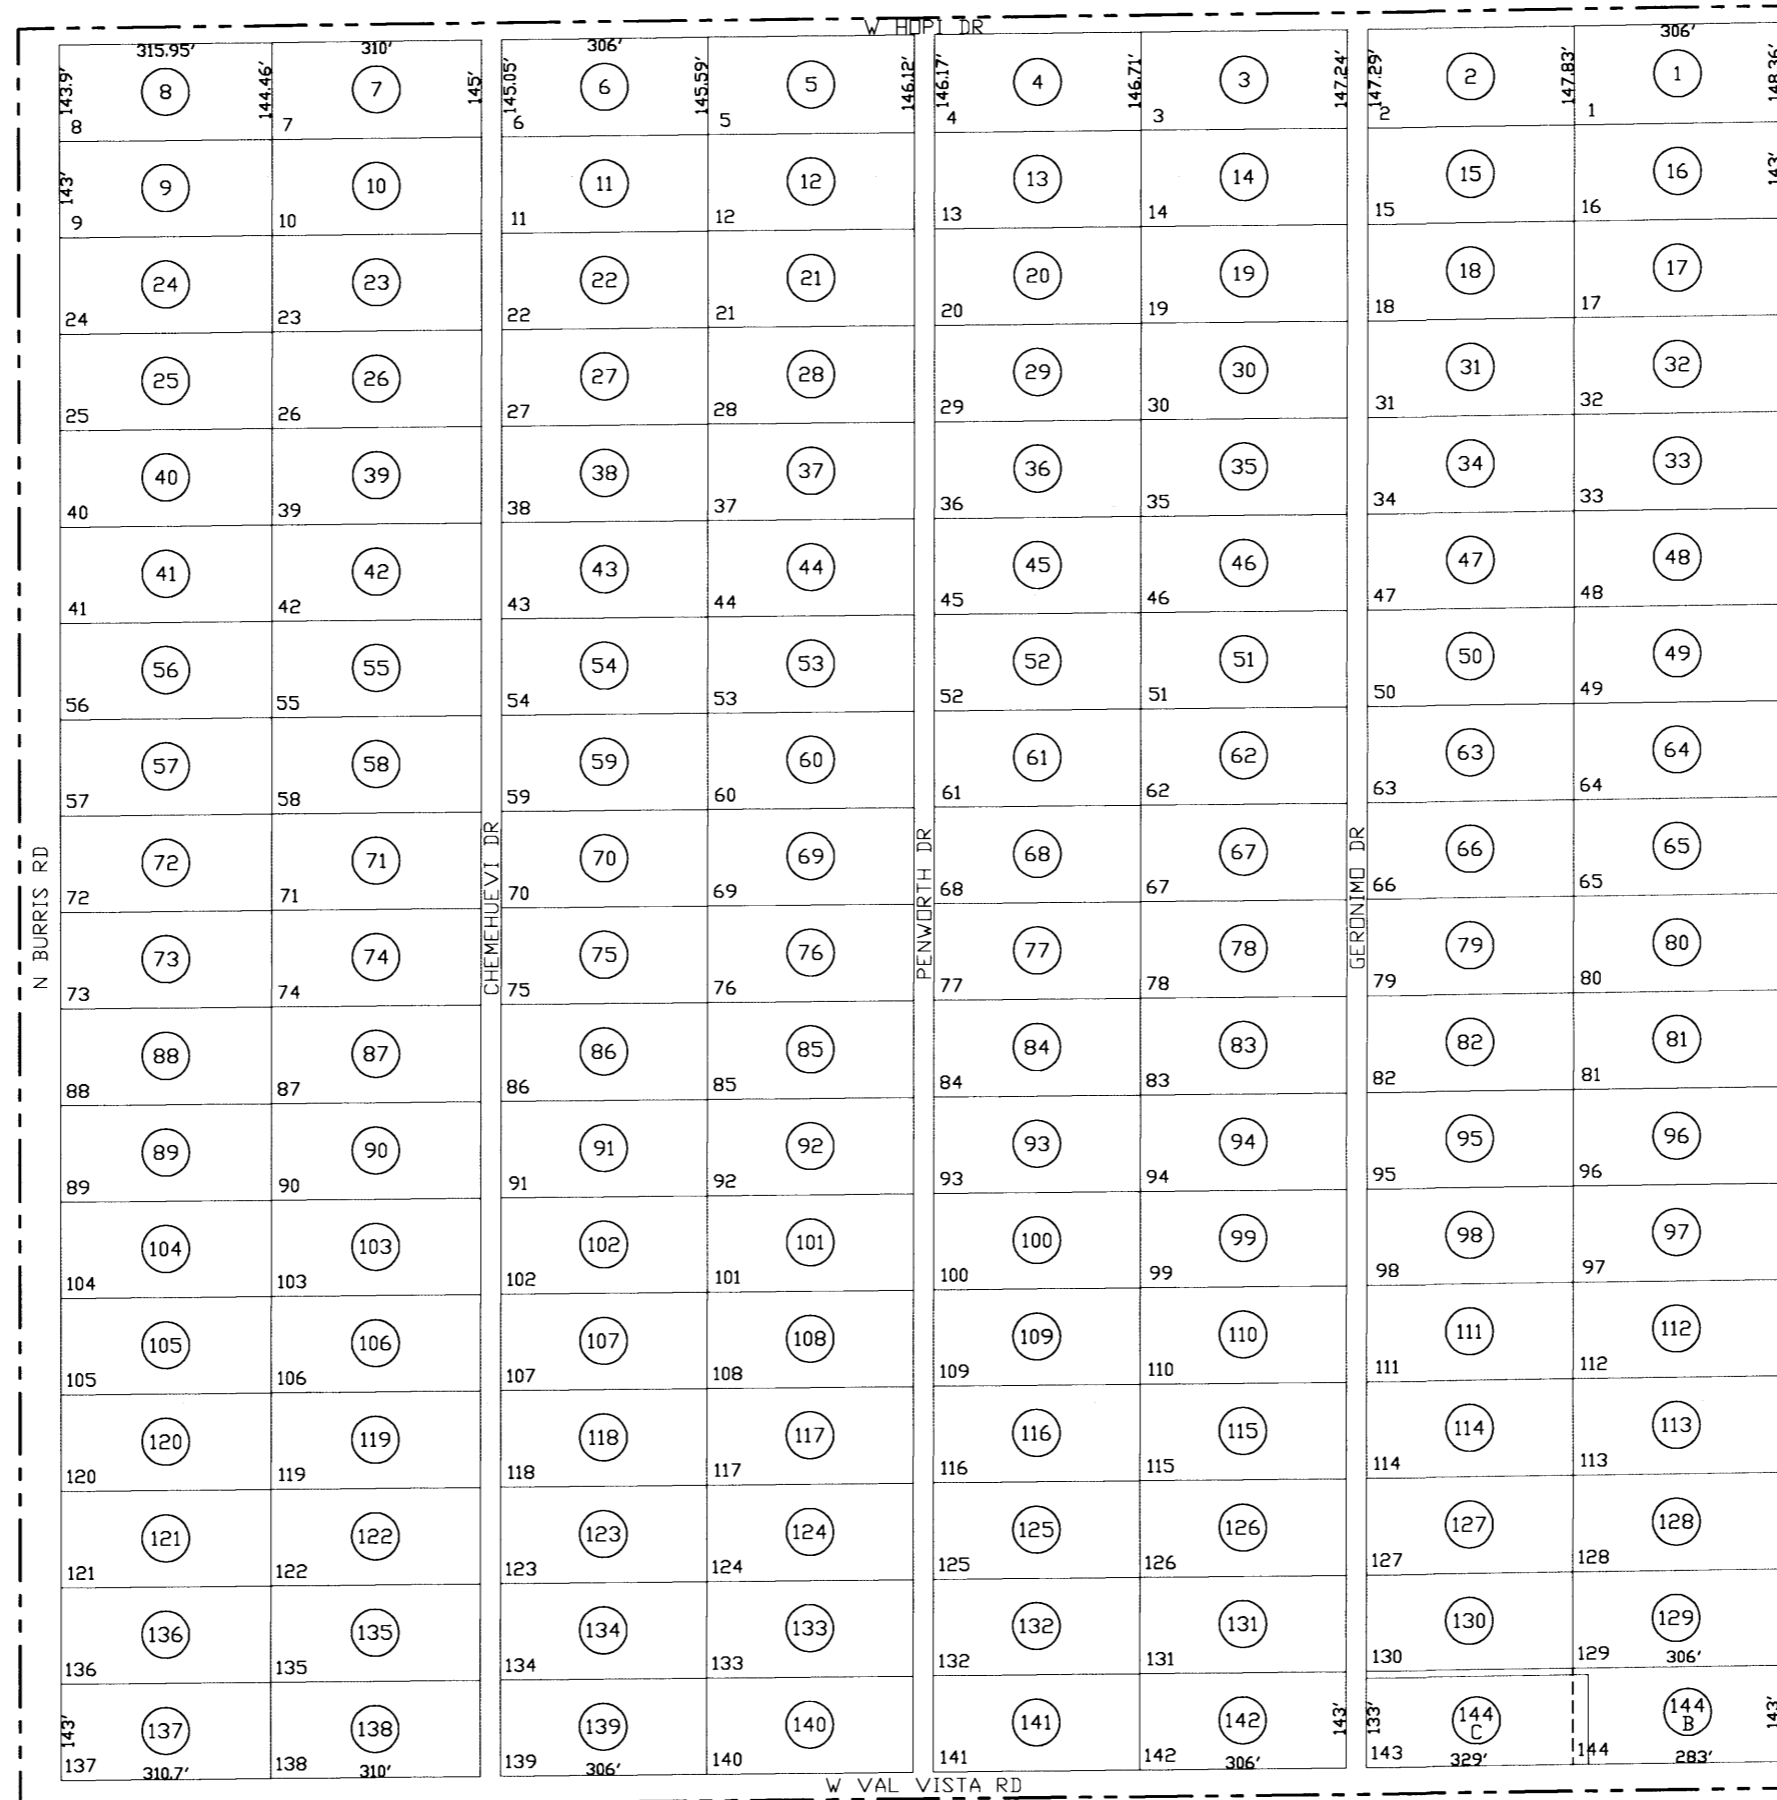 W HOPI DR
315.95' 310' 306' 306'
143.9' 144.46' 145' 145.05' 145.59' 146.12' 146.17' 146.71' 147.24' 147.29' 147.83' 148.36'
8 7 6 5 4 3 2 1
8 7 6 5 4 3 2 1
143' 143'
9 10 11 12 13 14 15 16
9 10 11 12 13 14 15 16
24 23 22 21 20 19 18 17
24 23 22 21 20 19 18 17
25 26 27 28 29 30 31 32
25 26 27 28 29 30 31 32
40 39 38 37 36 35 34 33
40 39 38 37 36 35 34 33
41 42 43 44 45 46 47 48
41 42 43 44 45 46 47 48
56 55 54 53 52 51 50 49
56 55 54 53 52 51 50 49
57 58 59 60 61 62 63 64
57 58 59 60 61 62 63 64
N BURRIS RD
CHEMEHUEVI DR
PENWORTH DR
GERONIMO DR
72 71 70 69 68 67 66 65
72 71 70 69 68 67 66 65
73 74 75 76 77 78 79 80
73 74 75 76 77 78 79 80
88 87 86 85 84 83 82 81
88 87 86 85 84 83 82 81
89 90 91 92 93 94 95 96
89 90 91 92 93 94 95 96
104 103 102 101 100 99 98 97
104 103 102 101 100 99 98 97
105 106 107 108 109 110 111 112
105 106 107 108 109 110 111 112
120 119 118 117 116 115 114 113
120 119 118 117 116 115 114 113
121 122 123 124 125 126 127 128
121 122 123 124 125 126 127 128
136 135 134 133 132 131 130 129
136 135 134 133 132 131 130 129
306'
143' 143' 133' 143'
137 138 139 140 141 142 144 C 144 B
137 138 139 140 141 142 143 144
310.7' 310' 306' 306' 329' 283'
W VAL VISTA RD